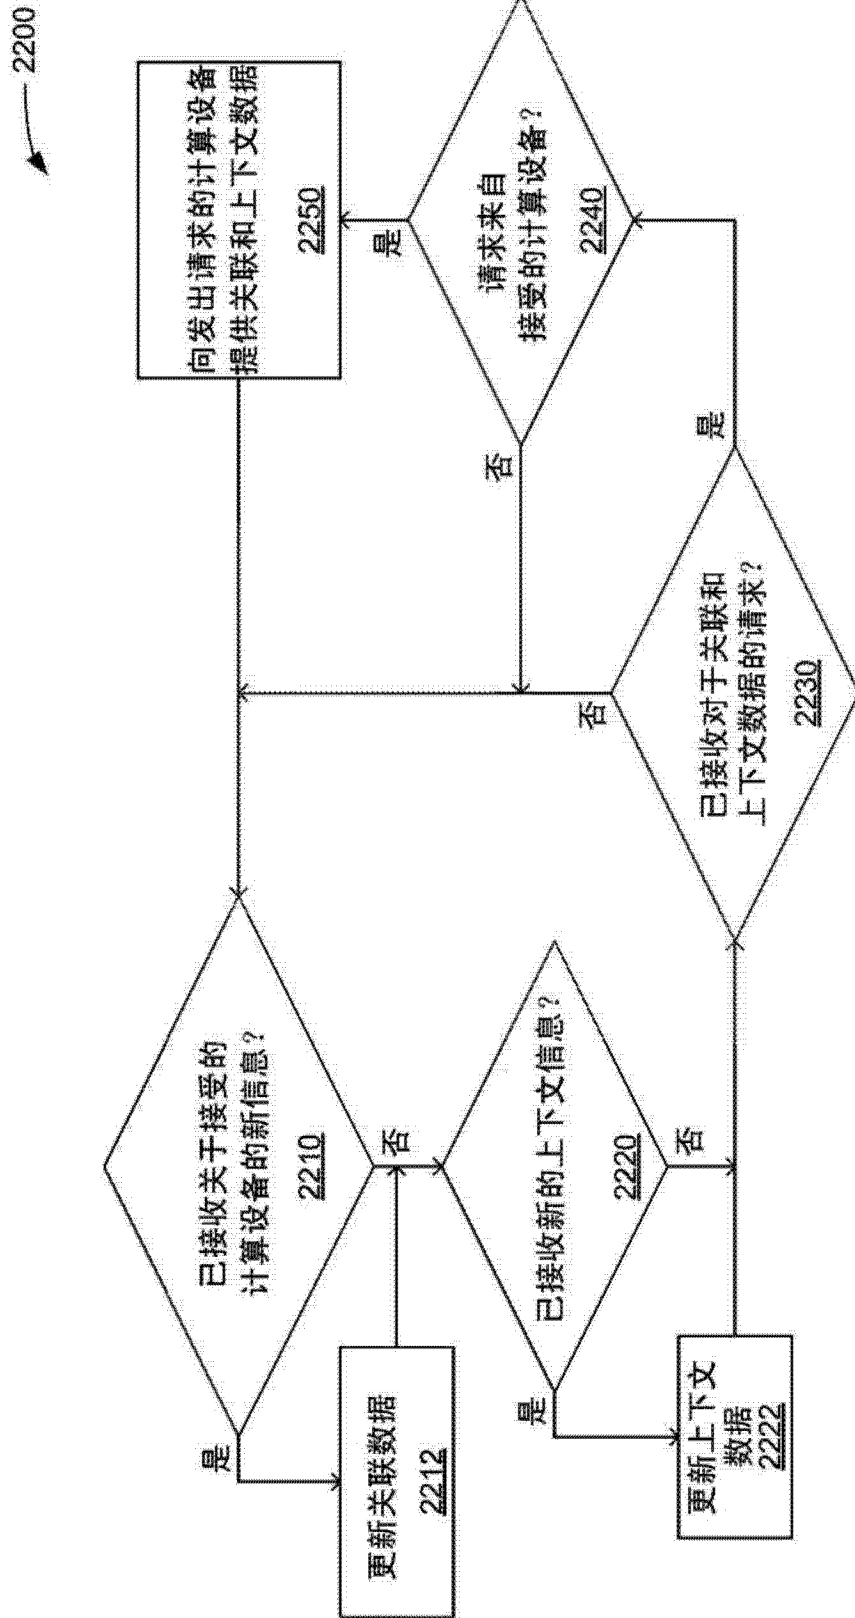 2200
已接收关于接受的
计算设备的新信息？
2210
是
否
更新关联数据
2212
已接收新的上下文信息？
2220
是
否
更新上下文
数据
2222
已接收对于关联和
上下文数据的请求？
2230
否
是
请求来自
接受的计算设备？
2240
否
是
向发出请求的计算设备
提供关联和上下文数据
2250